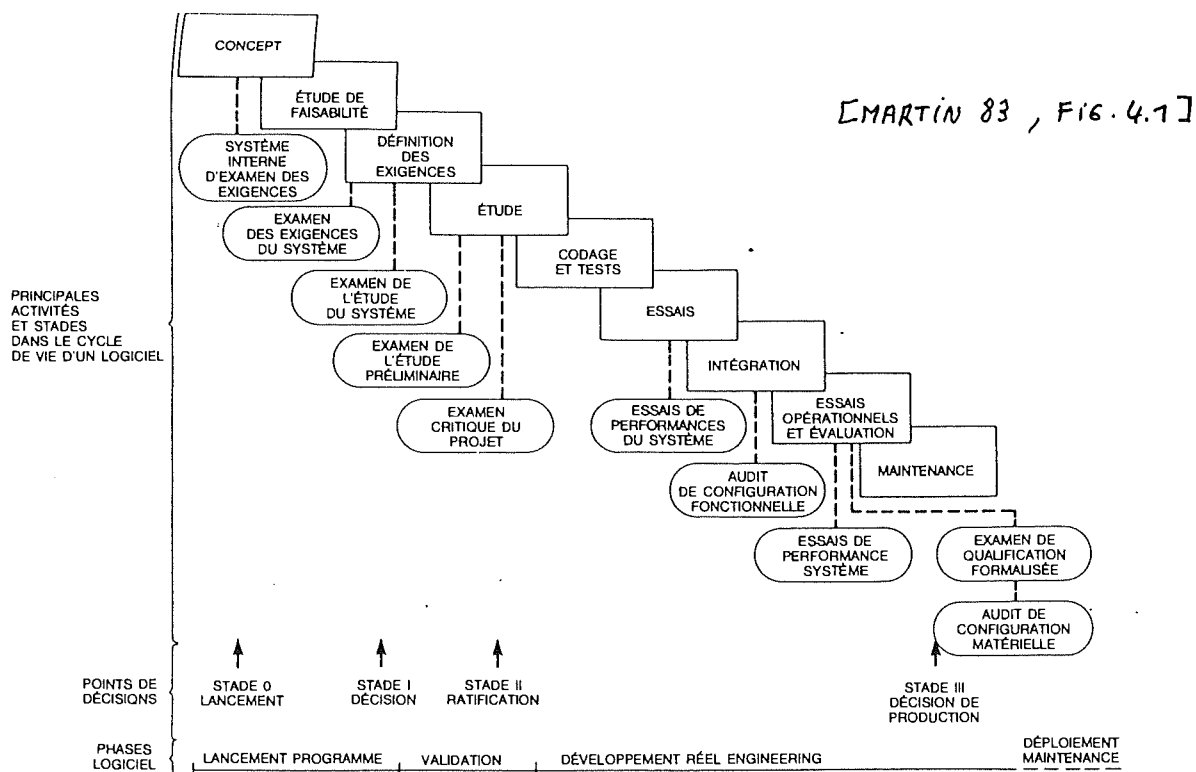 CONCEPT
ÉTUDE DE
FAISABILITÉ
[MARTIN 83, FIG. 4.1]
DÉFINITION
DES
EXIGENCES
SYSTÈME
INTERNE
D'EXAMEN DES
EXIGENCES
ÉTUDE
EXAMEN
DES EXIGENCES
DU SYSTÈME
CODAGE
ET TESTS
EXAMEN DE
L'ÉTUDE
DU SYSTÈME
ESSAIS
PRINCIPALES
ACTIVITÉS
ET STADES
DANS LE CYCLE
DE VIE D'UN LOGICIEL
EXAMEN DE
L'ÉTUDE
PRÉLIMINAIRE
INTÉGRATION
EXAMEN
CRITIQUE DU
PROJET
ESSAIS DE
PERFORMANCES
DU SYSTÈME
ESSAIS
OPÉRATIONNELS
ET ÉVALUATION
MAINTENANCE
AUDIT
DE CONFIGURATION
FONCTIONNELLE
ESSAIS DE
PERFORMANCE
SYSTÈME
EXAMEN DE
QUALIFICATION
FORMALISÉE
AUDIT DE
CONFIGURATION
MATÉRIELLE
POINTS DE
DÉCISIONS
STADE 0
LANCEMENT
STADE I
DÉCISION
STADE II
RATIFICATION
STADE III
DÉCISION DE
PRODUCTION
PHASES
LOGICIEL
LANCEMENT PROGRAMME
VALIDATION
DÉVELOPPEMENT RÉEL ENGINEERING
DÉPLOIEMENT
MAINTENANCE